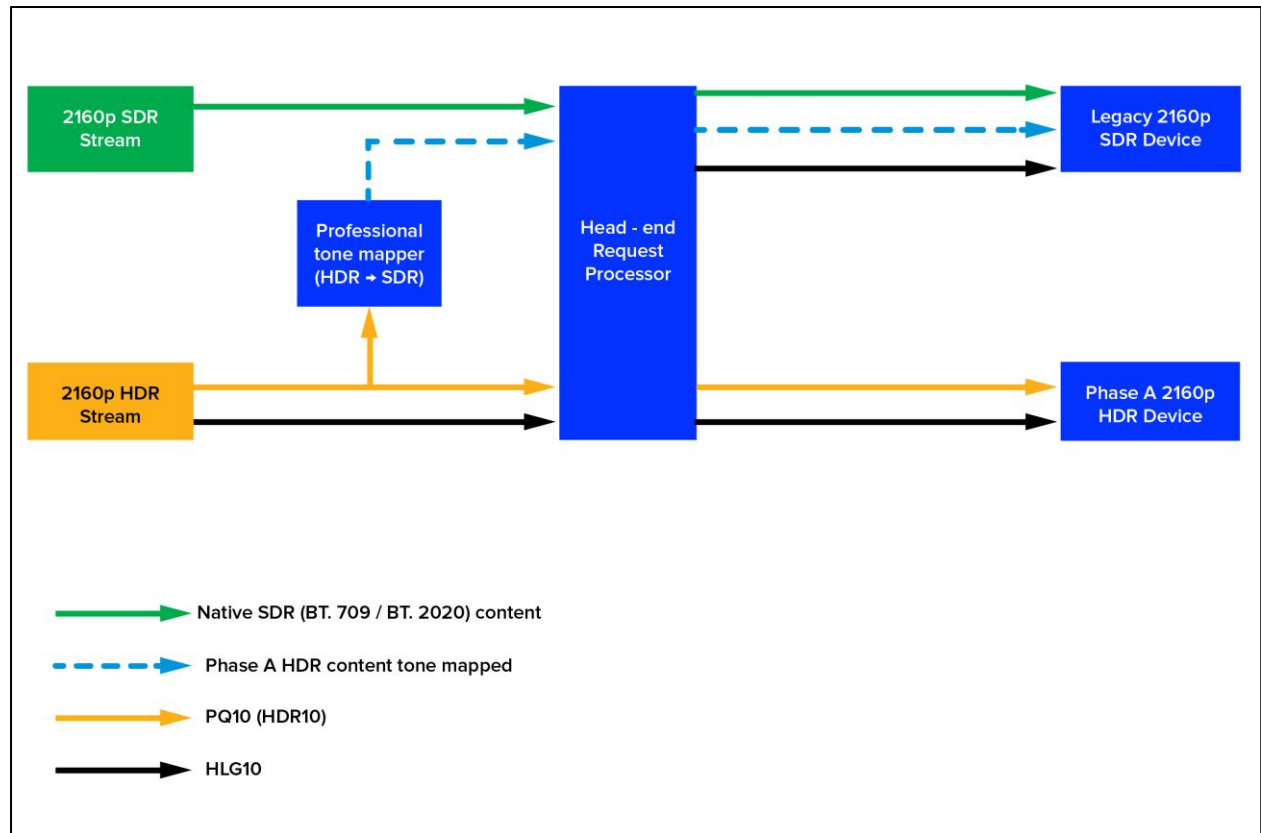 2160p SDR
Stream
Legacy 2160p
SDR Device
Professional
tone mapper
(HDR → SDR)
Head - end
Request
Processor
2160p HDR
Stream
Phase A 2160p
HDR Device
Native SDR (BT. 709 / BT. 2020) content
Phase A HDR content tone mapped
PQ10 (HDR10)
HLG10